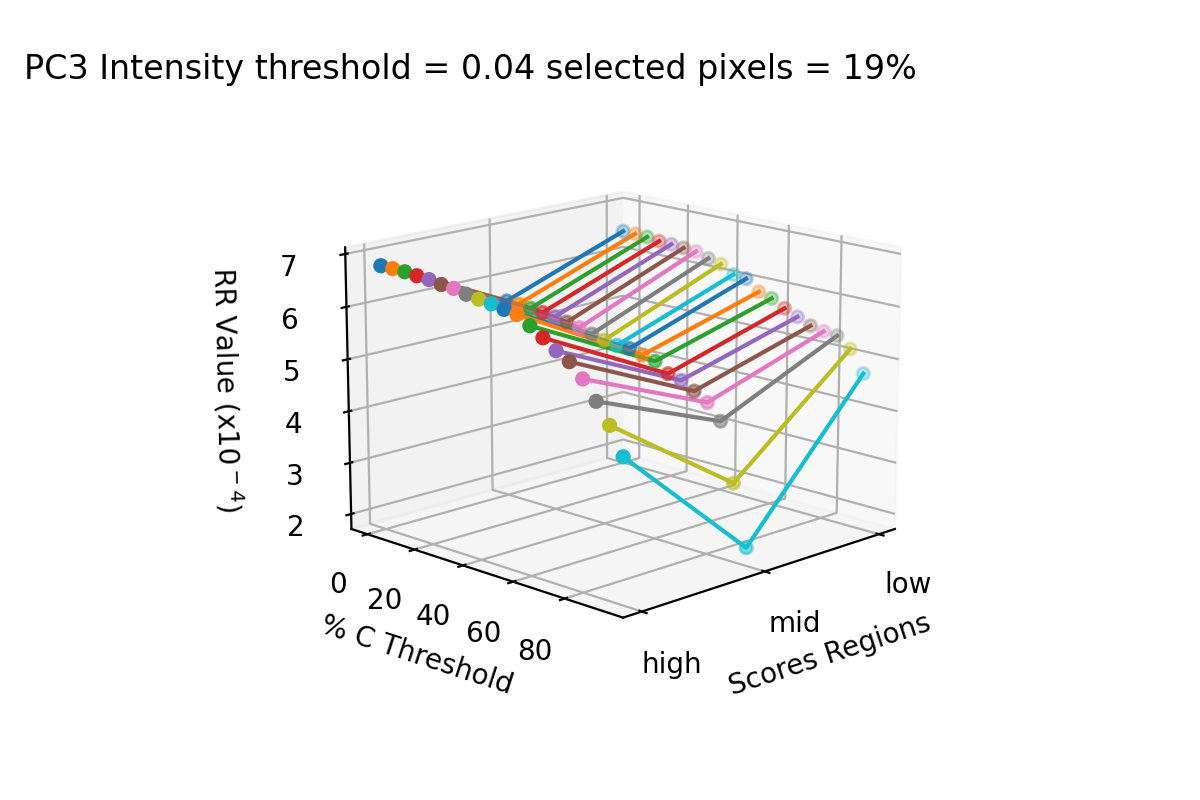 PC3 Intensity threshold = 0.04 selected pixels = 19%
7
6
5
4
3
2
RR Value (x10⁻⁴)
0
20
40
60
80
% C Threshold
high
mid
low
Scores Regions